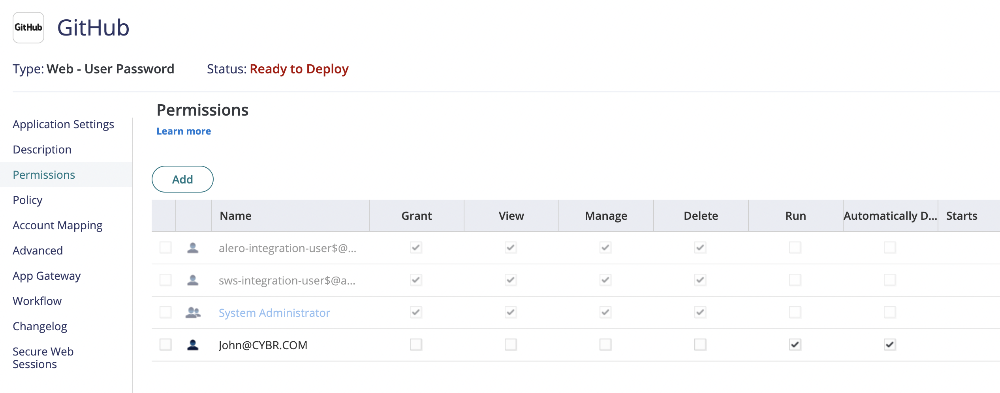 GitHub
GitHub
Type: Web - User Password Status: Ready to Deploy
Application Settings
Description
Permissions
Policy
Account Mapping
Advanced
App Gateway
Workflow
Changelog
Secure Web
Sessions
Permissions
Learn more
Add
Name Grant View Manage Delete Run Automatically D... Starts
alero-integration-user$@...
sws-integration-user$@a...
System Administrator
John@CYBR.COM